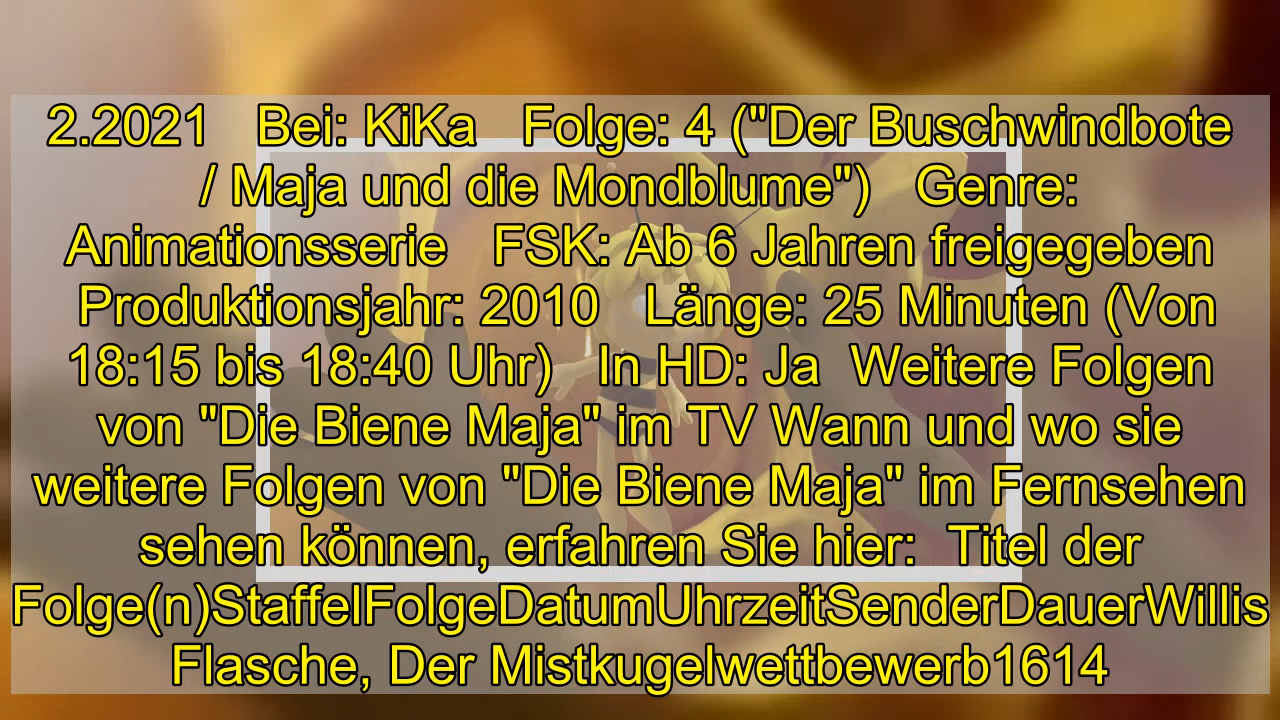 2.2021   Bei: KiKa   Folge: 4 ("Der Buschwindbote
/ Maja und die Mondblume")   Genre:
Animationsserie   FSK: Ab 6 Jahren freigegeben
Produktionsjahr: 2010   Länge: 25 Minuten (Von
18:15 bis 18:40 Uhr)   In HD: Ja  Weitere Folgen
von "Die Biene Maja" im TV Wann und wo sie
weitere Folgen von "Die Biene Maja" im Fernsehen
sehen können, erfahren Sie hier:  Titel der
Folge(n)StaffelFolgeDatumUhrzeitSenderDauerWillis
Flasche, Der Mistkugelwettbewerb1614